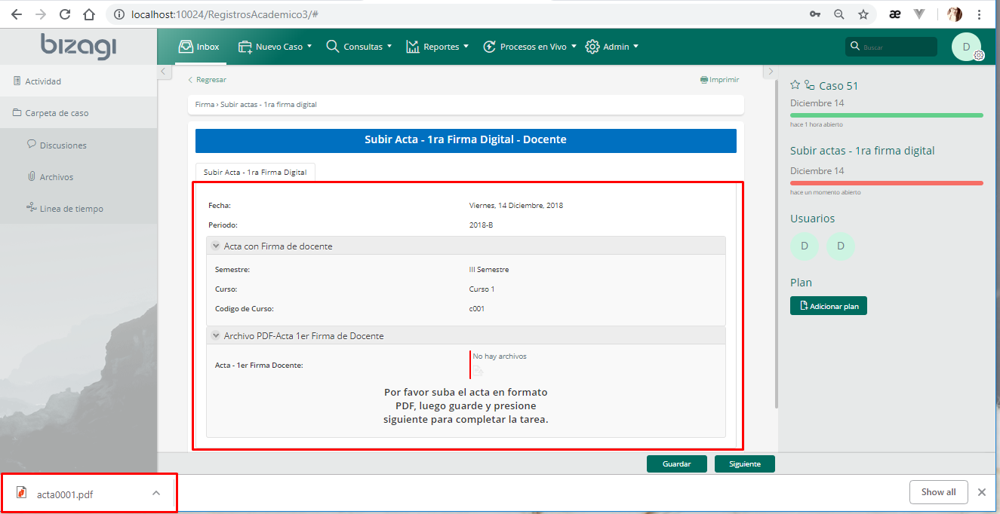 localhost:10024/RegistrosAcademico3/#
bizagi
Inbox
Nuevo Caso
Consultas
Reportes
Procesos en Vivo
Admin
Buscar
D
Actividad
Carpeta de caso
Discusiones
Archivos
Linea de tiempo
Regresar
Imprimir
Firma › Subir actas - 1ra firma digital
Subir Acta - 1ra Firma Digital - Docente
Subir Acta - 1ra Firma Digital
Fecha: Viernes, 14 Diciembre, 2018
Periodo: 2018-B
Acta con Firma de docente
Semestre: III Semestre
Curso: Curso 1
Codigo de Curso: c001
Archivo PDF-Acta 1er Firma de Docente
Acta - 1er Firma Docente: No hay archivos
Por favor suba el acta en formato
PDF, luego guarde y presione
siguiente para completar la tarea.
Guardar
Siguiente
Caso 51
Diciembre 14
hace 1 hora abierto
Subir actas - 1ra firma digital
Diciembre 14
hace un momento abierto
Usuarios
D D
Plan
Adicionar plan
acta0001.pdf
Show all